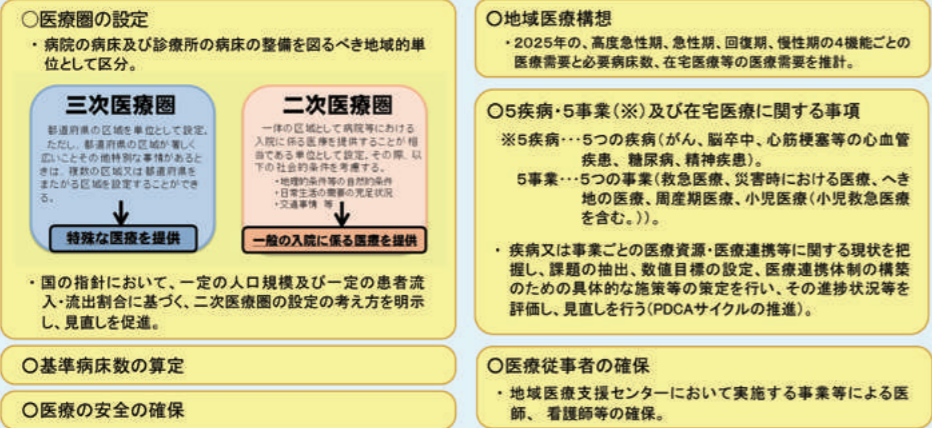 ○医療圏の設定
・病院の病床及び診療所の病床の整備を図るべき地域的単
位として区分。
三次医療圏
都道府県の区域を単位として設定。
ただし、都道府県の区域が著しく
広いことその他特別な事情があると
きは、複数の区域又は都道府県を
またがる区域を設定することができ
る。
特殊な医療を提供
二次医療圏
一体の区域として病院等における
入院に係る医療を提供することが相
当である単位として設定。その際、以
下の社会的条件を考慮する。
・地理的条件等の自然的条件
・日常生活の需要の充足状況
・交通事情 等
一般の入院に係る医療を提供
・国の指針において、一定の人口規模及び一定の患者流
入・流出割合に基づく、二次医療圏の設定の考え方を明示
し、見直しを促進。
○基準病床数の算定
○医療の安全の確保
○地域医療構想
・2025年の、高度急性期、急性期、回復期、慢性期の4機能ごとの
医療需要と必要病床数、在宅医療等の医療需要を推計。
○5疾病・5事業(※)及び在宅医療に関する事項
※5疾病・・・5つの疾病(がん、脳卒中、心筋梗塞等の心血管
疾患、糖尿病、精神疾患)。
5事業・・・5つの事業(救急医療、災害時における医療、へき
地の医療、周産期医療、小児医療(小児救急医療
を含む。))。
・疾病又は事業ごとの医療資源・医療連携等に関する現状を把
握し、課題の抽出、数値目標の設定、医療連携体制の構築
のための具体的な施策等の策定を行い、その進捗状況等を
評価し、見直しを行う(PDCAサイクルの推進)。
○医療従事者の確保
・地域医療支援センターにおいて実施する事業等による医
師、看護師等の確保。